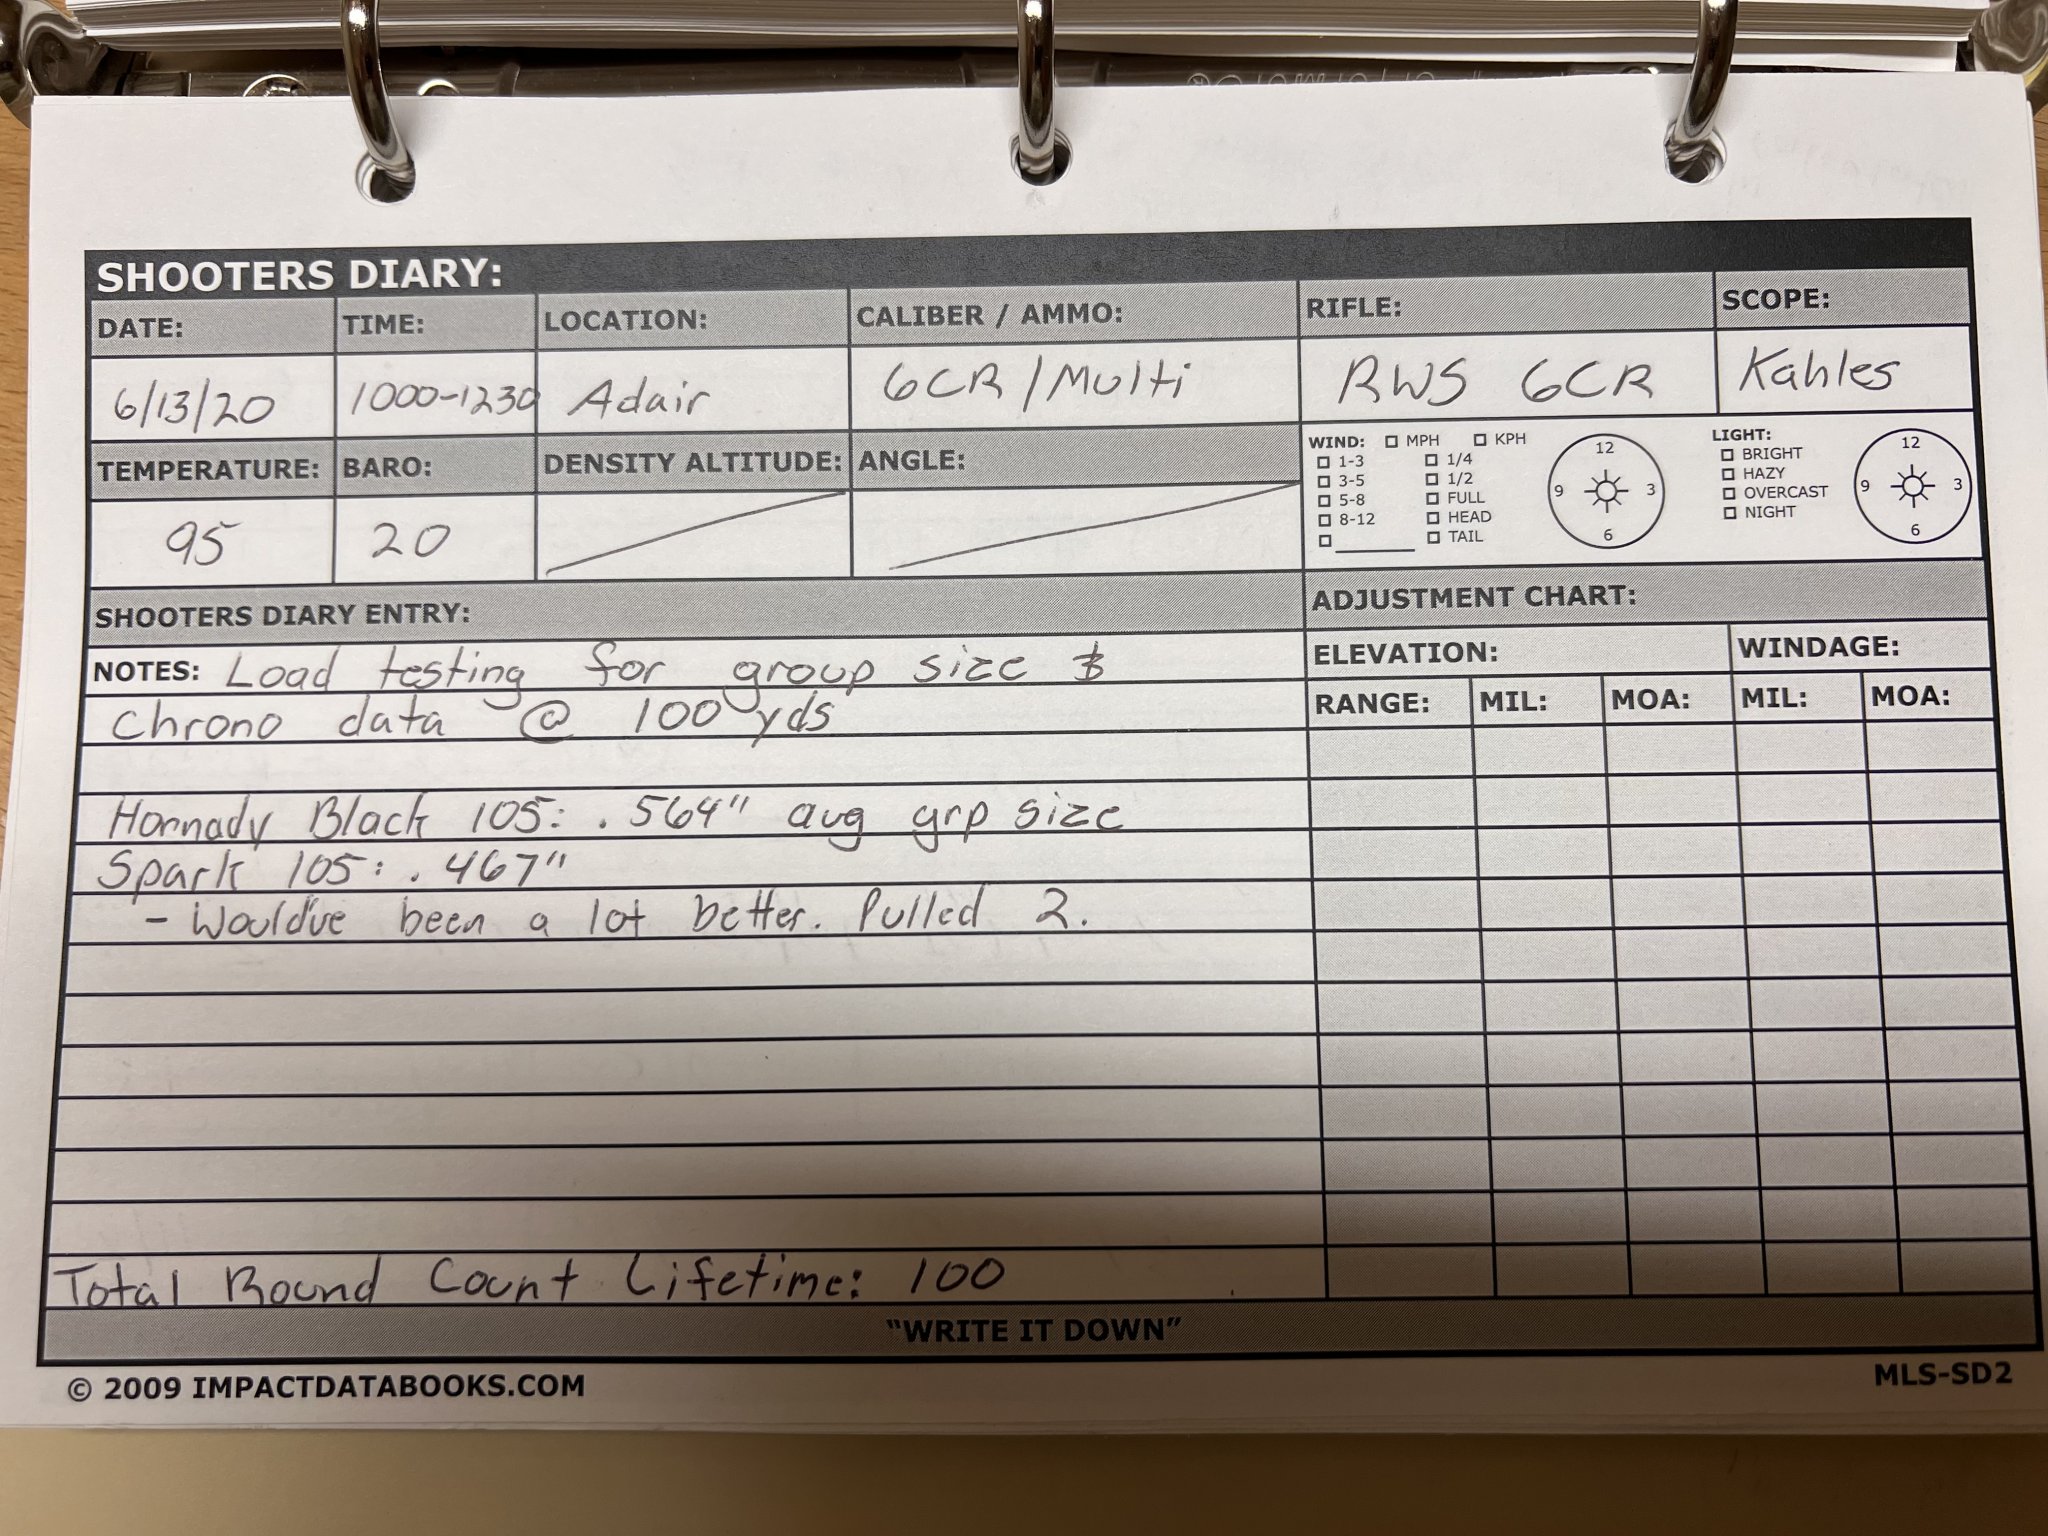 SHOOTERS DIARY:
DATE: TIME: LOCATION: CALIBER / AMMO: RIFLE: SCOPE:
6/13/20 1000-1230 Adair 6CR / Multi RWS 6CR Kahles
TEMPERATURE: BARO: DENSITY ALTITUDE: ANGLE:
95 20
WIND: MPH KPH
1-3 1/4
3-5 1/2
5-8 FULL
8-12 HEAD
TAIL
12
9 3
6
LIGHT:
BRIGHT
HAZY
OVERCAST
NIGHT
12
9 3
6
SHOOTERS DIARY ENTRY:
NOTES: Load testing for group size &
Chrono data @ 100 yds
Hornady Black 105: .564" avg grp size
Spark 105: .467"
- Would've been a lot better. Pulled 2.
Total Round Count Lifetime: 100
ADJUSTMENT CHART:
ELEVATION: WINDAGE:
RANGE: MIL: MOA: MIL: MOA:
"WRITE IT DOWN"
© 2009 IMPACTDATABOOKS.COM MLS-SD2